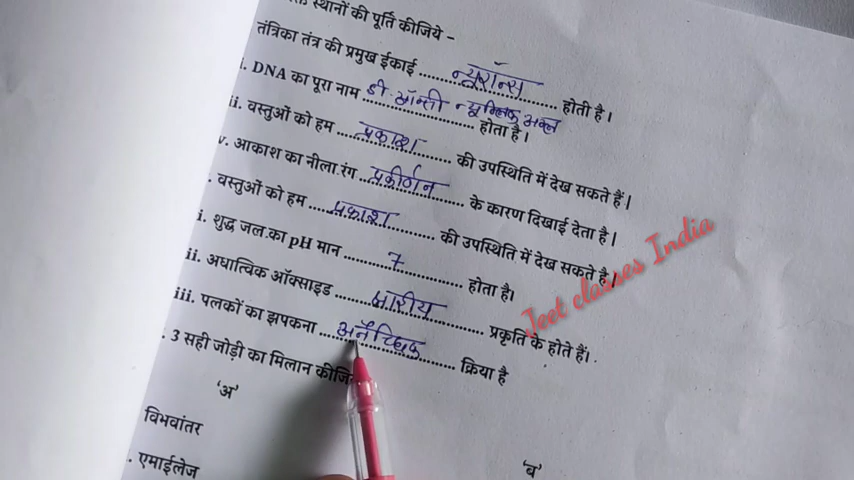 स्थानों की पूर्ति कीजिये –
तंत्रिका तंत्र की प्रमुख ईकाई .......न्यूरॉन्स....... होती है।
i. DNA का पूरा नाम .......डी ऑक्सी....... होता है।
ii. वस्तुओं को हम .......प्रकाश....... की उपस्थिति में देख सकते हैं।
v. आकाश का नीला रंग .......प्रकीर्णन....... के कारण दिखाई देता है।
. वस्तुओं को हम .......प्रकाश....... की उपस्थिति में देख सकते है।
i. शुद्ध जल का pH मान .......7....... होता है।
ii. अधात्विक ऑक्साइड ....... प्रकृति के होते हैं।
iii. पलकों का झपकना .......अनैच्छिक....... क्रिया है
. 3 सही जोड़ी का मिलान
'अ'
'ब'
विभवांतर
. एमाईलेज
Jeet classes India